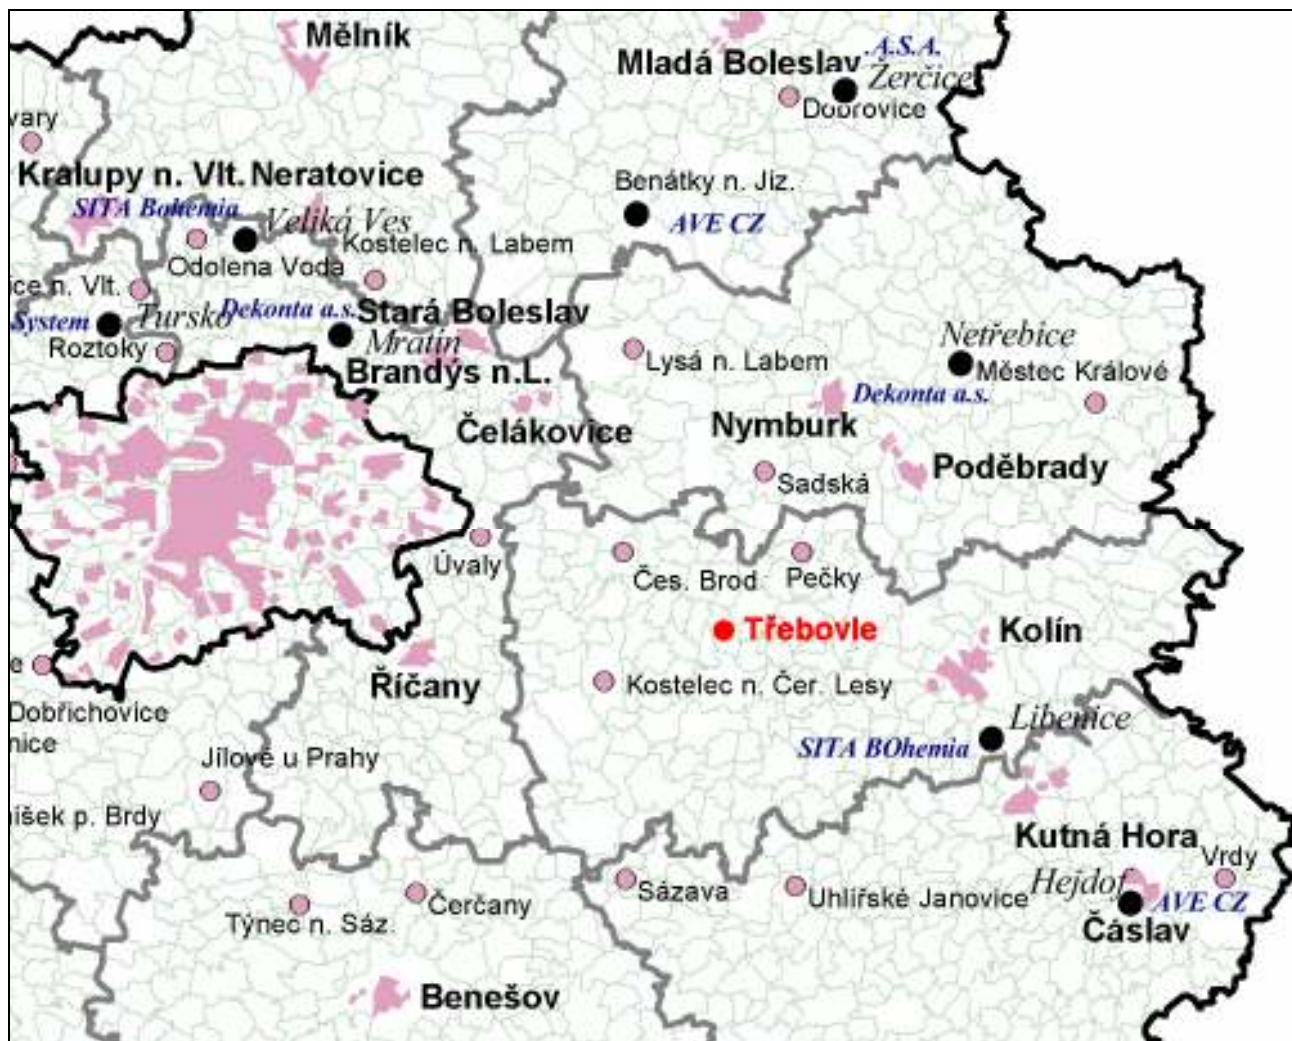 Mělník
.A.S.A.
Mladá Boleslav
Žerčice
Dobrovice
vary
Kralupy n. Vlt.
Neratovice
Benátky n. Jiz.
SITA Bohemia
Veliká Ves
AVE CZ
Kostelec n. Labem
Odolena Voda
ice n. Vlt.
System
Tursko
Dekonta a.s.
Stará Boleslav
Netřebice
Roztoky
Mratín
Lysá n. Labem
Městec Králové
Brandýs n.L.
Dekonta a.s.
Čelákovice
Nymburk
Poděbrady
Sadská
Úvaly
Čes. Brod
Pečky
Třebovle
Kolín
e
Říčany
Kostelec n. Čer. Lesy
Dobřichovice
nice
Libenice
SITA BOhemia
Jílové u Prahy
níšek p. Brdy
Kutná Hora
Vrdy
Hejdof
Sázava
Uhlířské Janovice
AVE CZ
Čerčany
Týnec n. Sáz.
Čáslav
Benešov